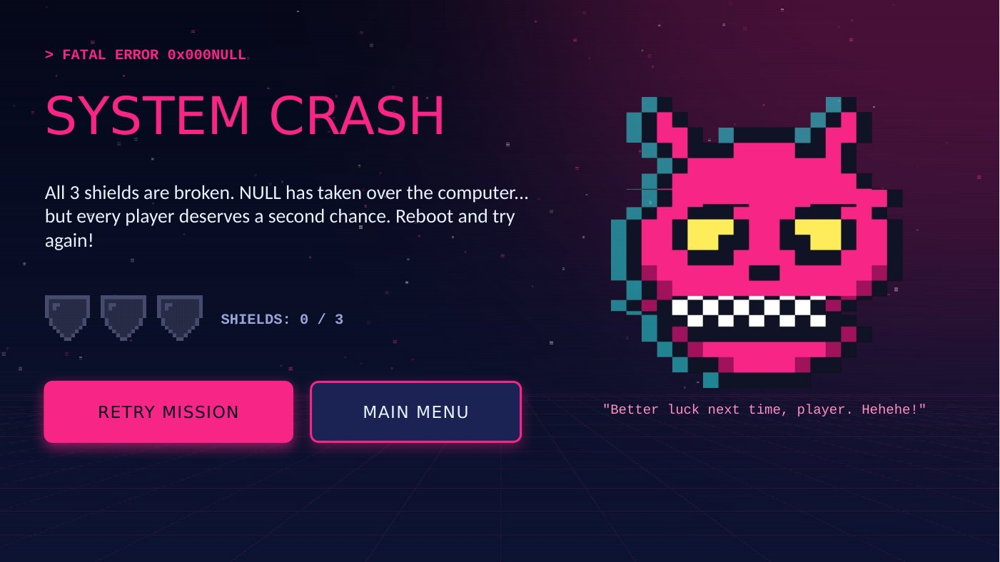 > FATAL ERROR 0x000NULL
SYSTEM CRASH
All 3 shields are broken. NULL has taken over the computer...
but every player deserves a second chance. Reboot and try
again!
SHIELDS: 0 / 3
RETRY MISSION
MAIN MENU
"Better luck next time, player. Hehehe!"